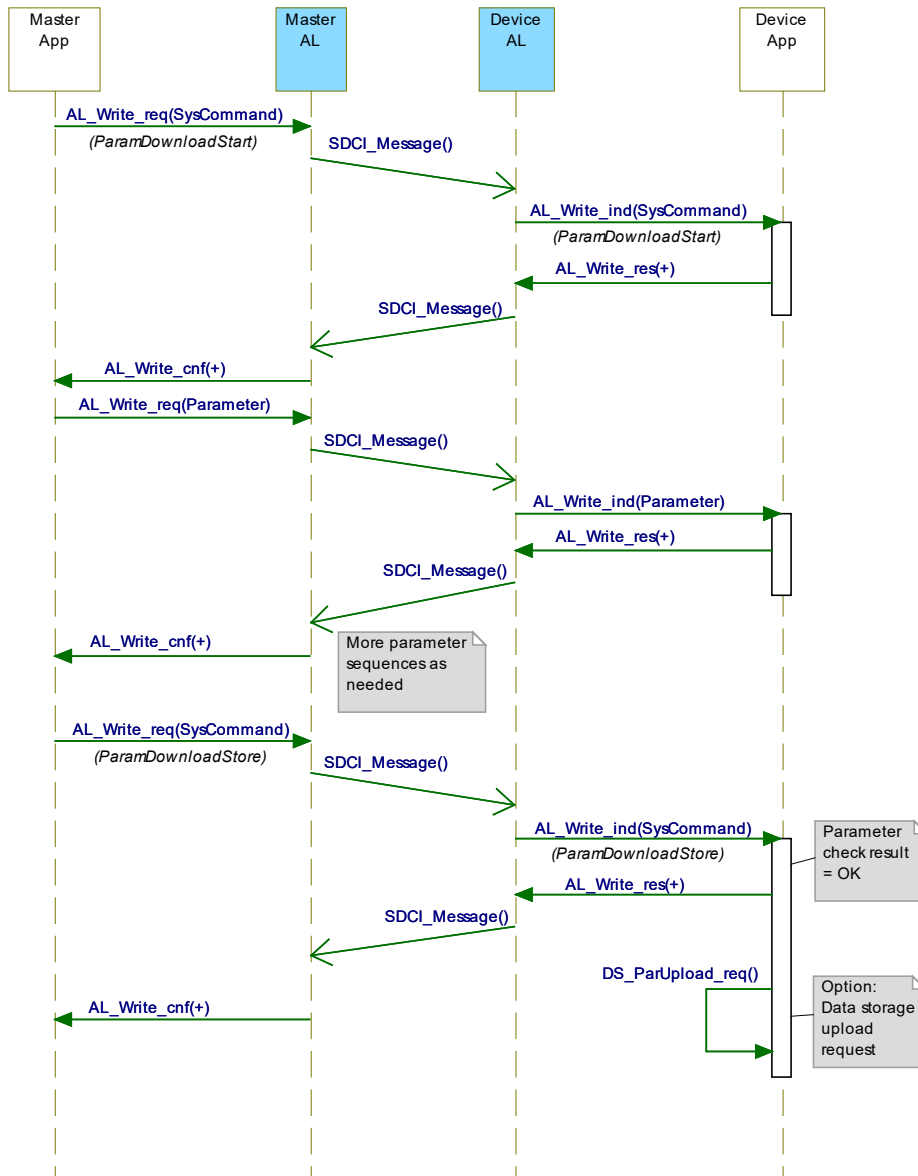 Master
App
Master
AL
Device
AL
Device
App
AL_Write_req(SysCommand)
(ParamDownloadStart)
SDCI_Message()
AL_Write_ind(SysCommand)
(ParamDownloadStart)
AL_Write_res(+)
SDCI_Message()
AL_Write_cnf(+)
AL_Write_req(Parameter)
SDCI_Message()
AL_Write_ind(Parameter)
AL_Write_res(+)
SDCI_Message()
AL_Write_cnf(+)
More parameter
sequences as
needed
AL_Write_req(SysCommand)
(ParamDownloadStore)
SDCI_Message()
AL_Write_ind(SysCommand)
(ParamDownloadStore)
Parameter
check result
= OK
AL_Write_res(+)
SDCI_Message()
DS_ParUpload_req()
Option:
Data storage
upload
request
AL_Write_cnf(+)